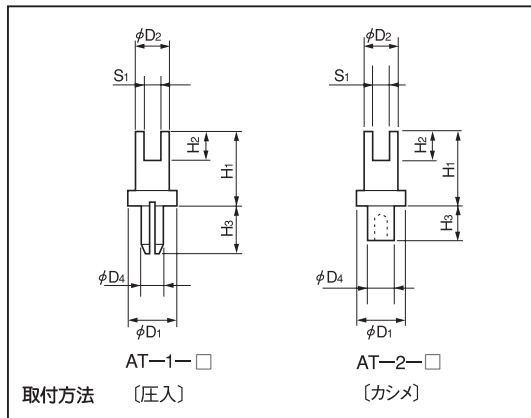 φD2
φD2
S1
S1
H2
H1
H2
H1
H3
H3
φD4
φD4
φD1
φD1
AT-1-□
AT-2-□
取付方法 〔圧入〕 〔カシメ〕